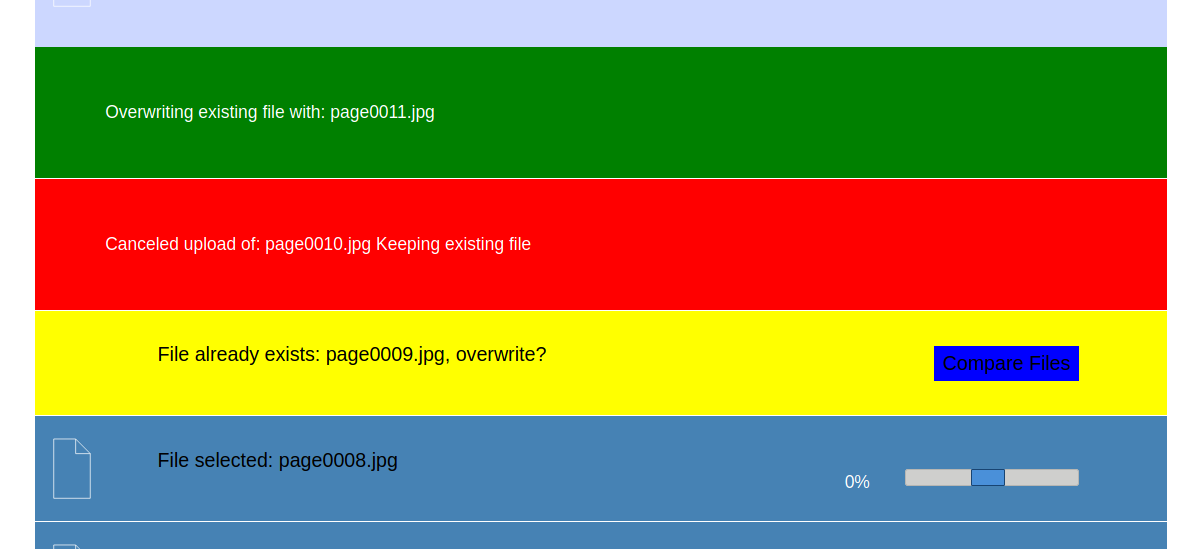 Overwriting existing file with: page0011.jpg
Canceled upload of: page0010.jpg Keeping existing file
File already exists: page0009.jpg, overwrite?
Compare Files
File selected: page0008.jpg
0%